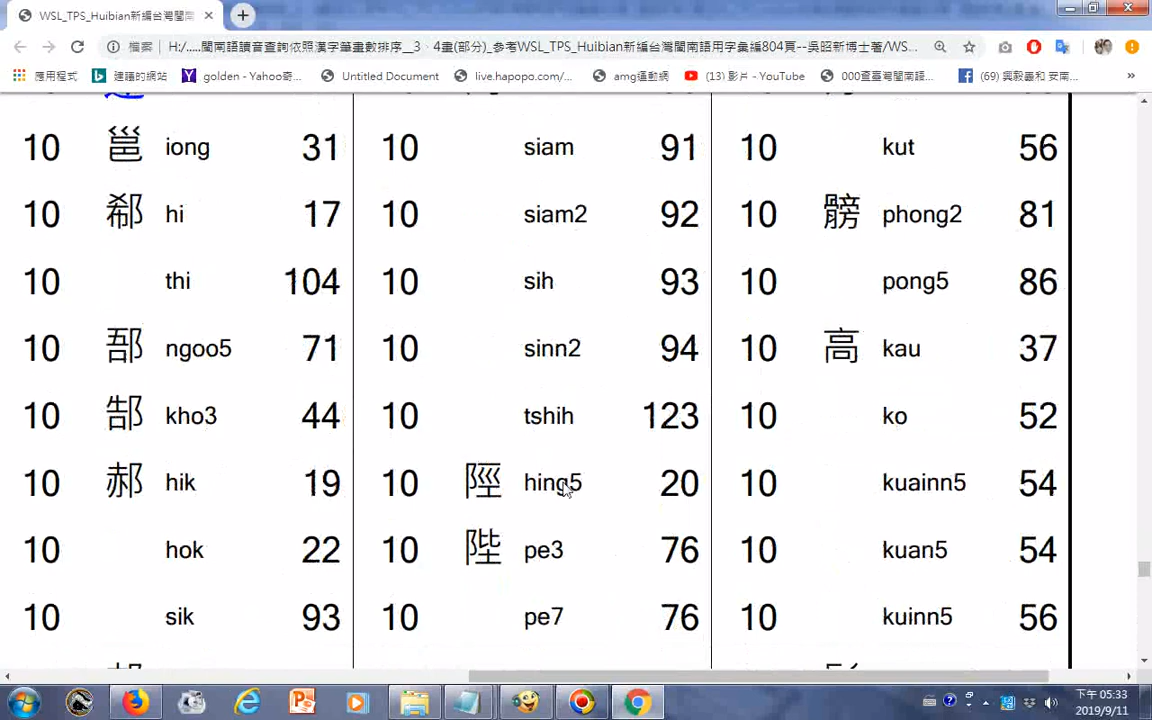 WSL_TPS_Huibian新編台灣閩南
檔案 H:/.....閩南語讀音查詢依照漢字筆畫數排序__3、4畫(部分)_參考WSL_TPS_Huibian新編台灣閩南語用字彙編804頁--吳昭新博士著/WS...
應用程式 建議的網站 golden - Yahoo奇... Untitled Document live.hapopo.com/... amg運動網 (13) 影片 - YouTube 000查臺灣閩南語... (69) 興毅義和 安南... »
10 邕 iong 31 10 siam 91 10 kut 56
10 郗 hi 17 10 siam2 92 10 髈 phong2 81
10 thi 104 10 sih 93 10 pong5 86
10 郚 ngoo5 71 10 sinn2 94 10 高 kau 37
10 郜 kho3 44 10 tshih 123 10 ko 52
10 郝 hik 19 10 陘 hing5 20 10 kuainn5 54
10 hok 22 10 陛 pe3 76 10 kuan5 54
10 sik 93 10 pe7 76 10 kuinn5 56
下午 05:33
2019/9/11